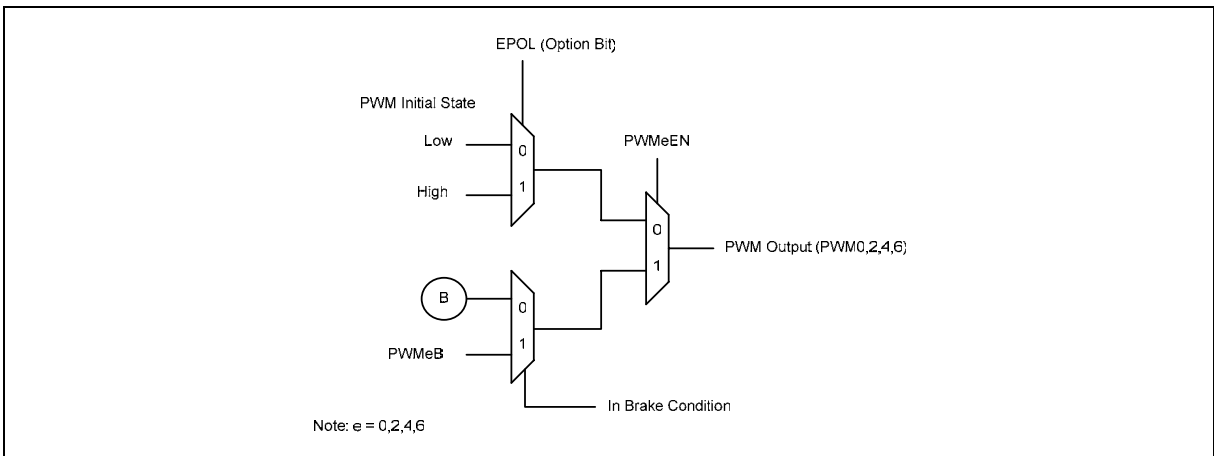 EPOL (Option Bit)
PWM Initial State
Low
0
High
1
PWMeEN
0
1
PWM Output (PWM0,2,4,6)
B
0
1
PWMeB
In Brake Condition
Note: e = 0,2,4,6